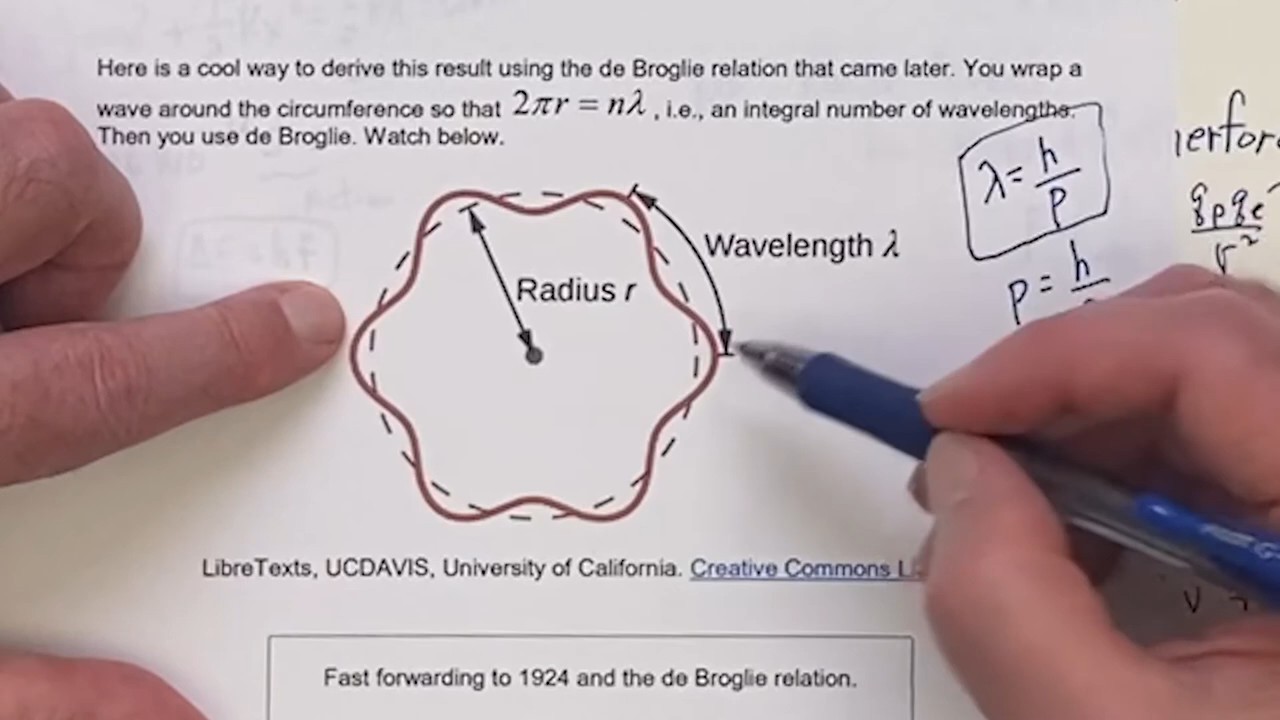 Here is a cool way to derive this result using the de Broglie relation that came later. You wrap a
wave around the circumference so that 2πr = nλ , i.e., an integral number of wavelengths.
Then you use de Broglie. Watch below.
λ = h/p
Wavelength λ
Radius r
p = h
LibreTexts, UCDAVIS, University of California. Creative Commons
Fast forwarding to 1924 and the de Broglie relation.